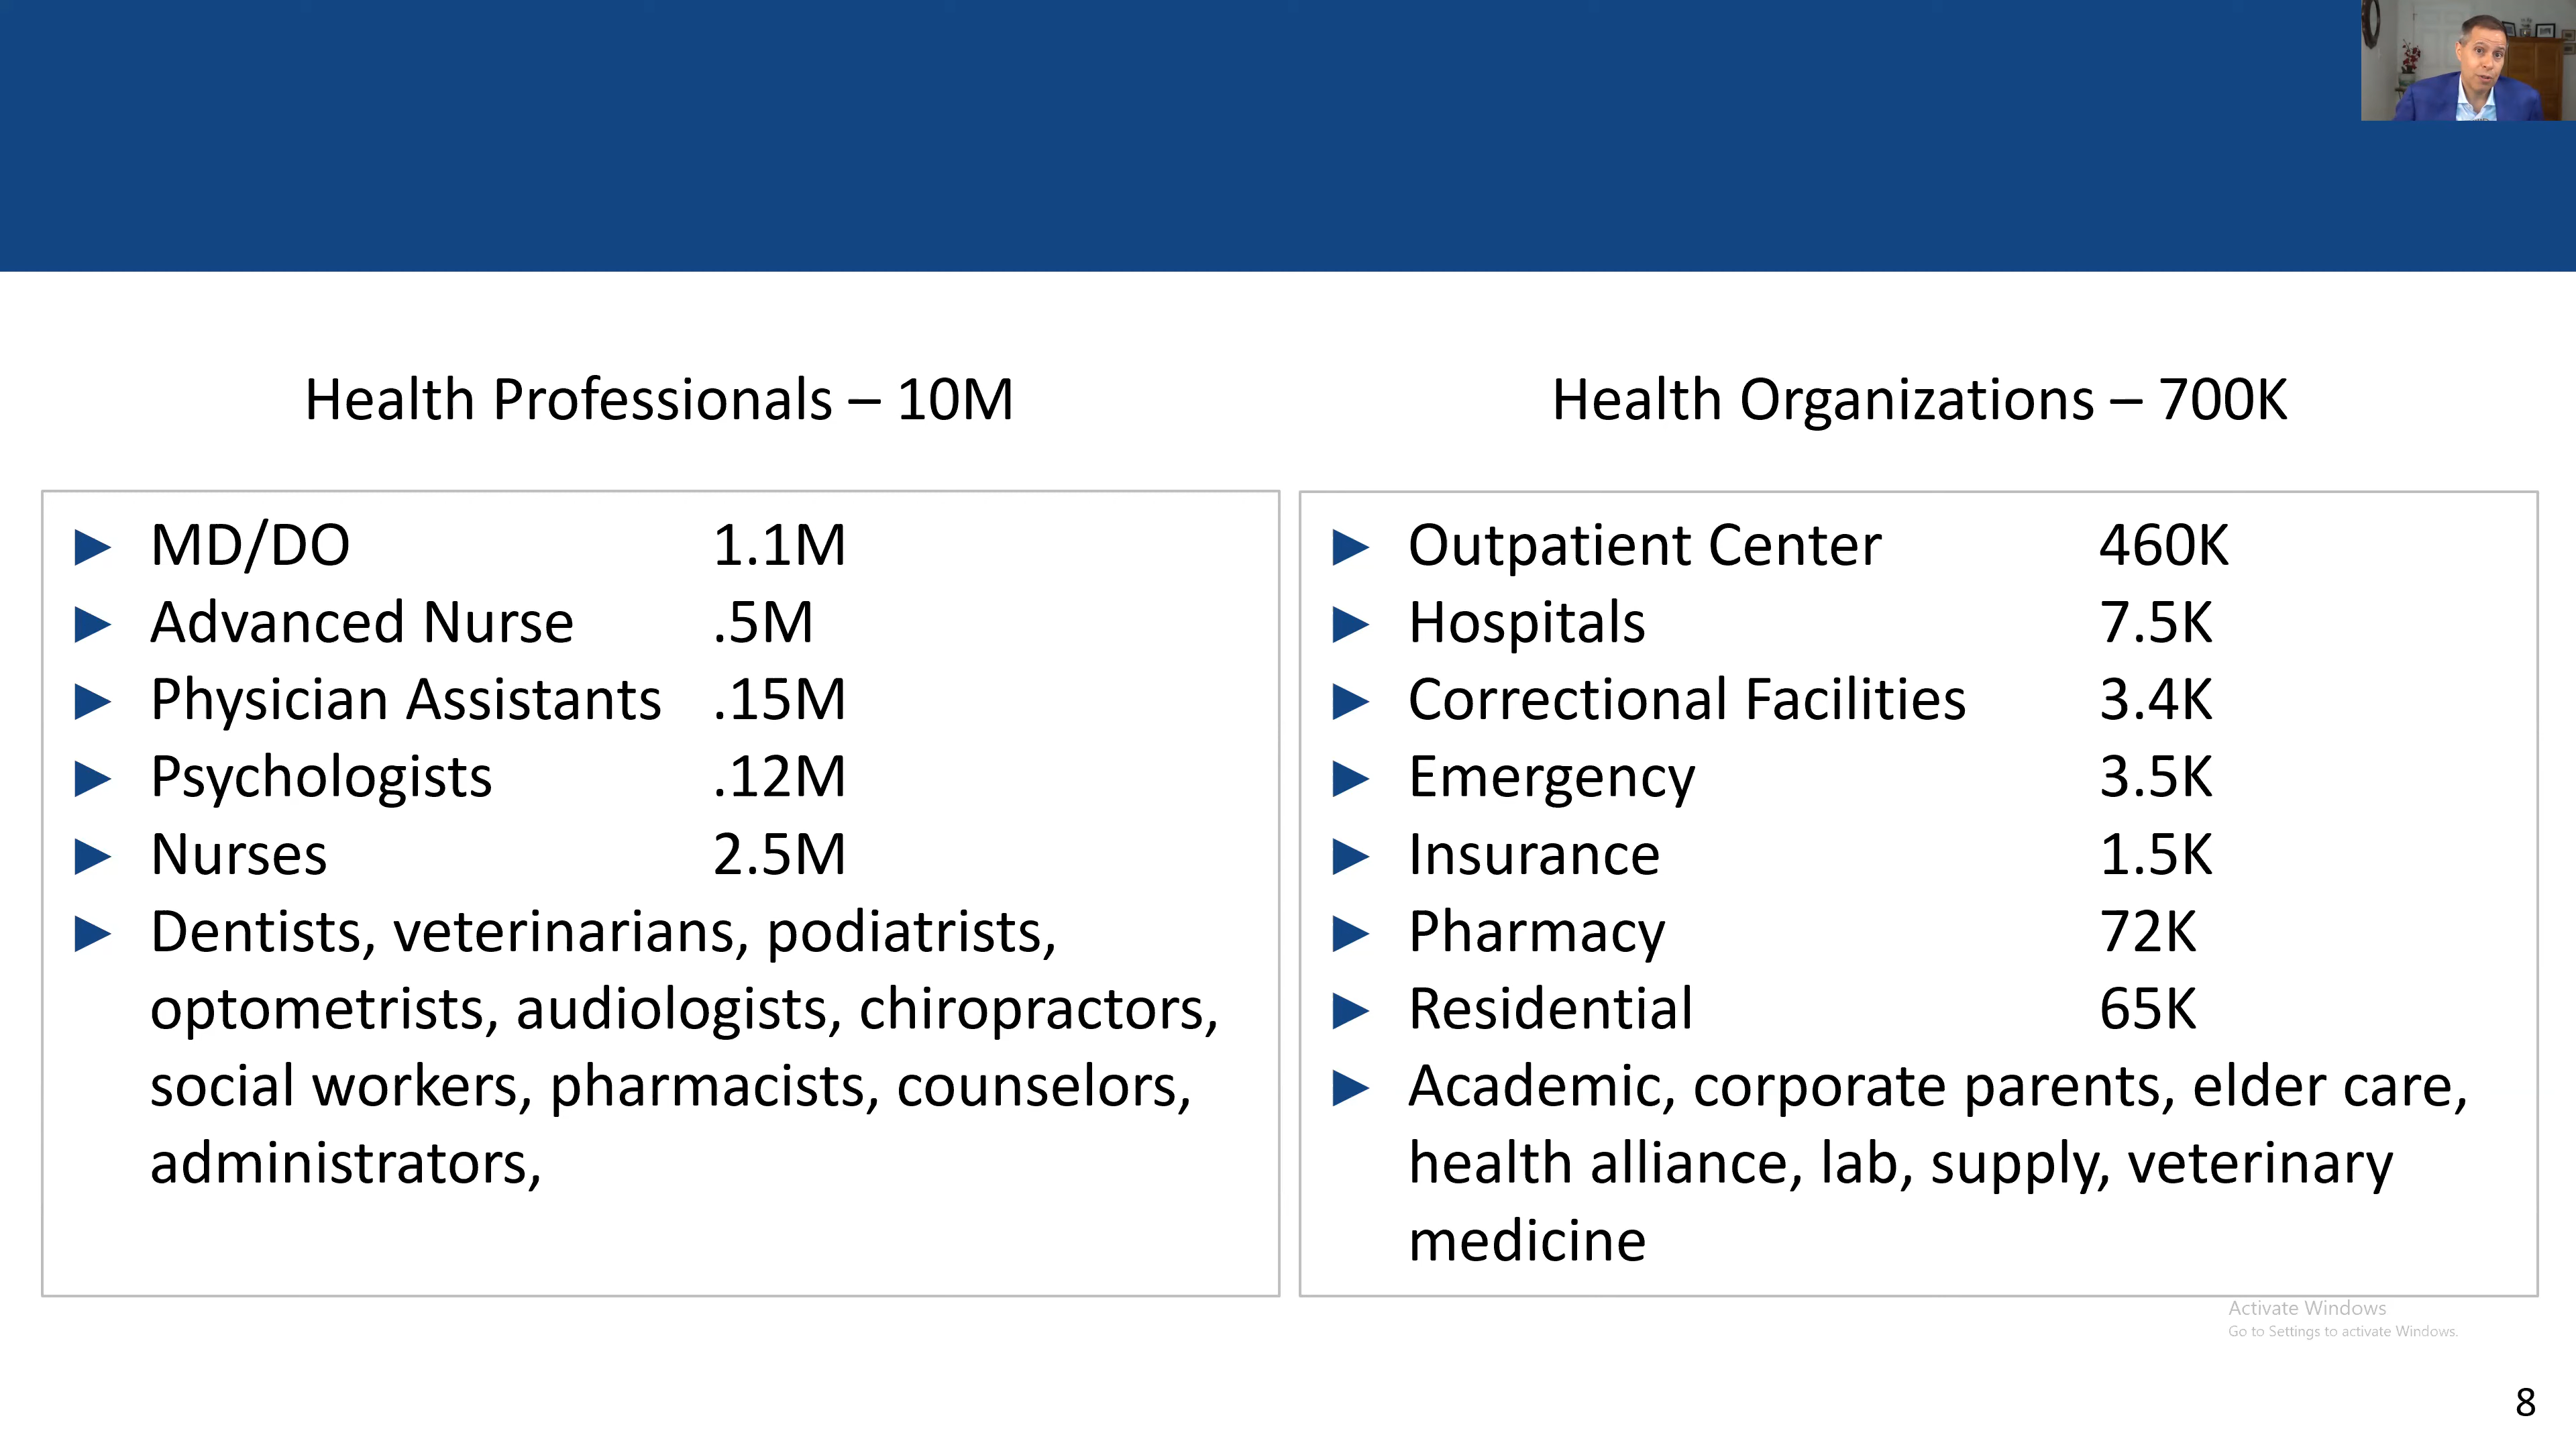 Health Professionals – 10M
MD/DO 1.1M
Advanced Nurse .5M
Physician Assistants .15M
Psychologists .12M
Nurses 2.5M
Dentists, veterinarians, podiatrists,
optometrists, audiologists, chiropractors,
social workers, pharmacists, counselors,
administrators,
Health Organizations – 700K
Outpatient Center 460K
Hospitals 7.5K
Correctional Facilities 3.4K
Emergency 3.5K
Insurance 1.5K
Pharmacy 72K
Residential 65K
Academic, corporate parents, elder care,
health alliance, lab, supply, veterinary
medicine
Activate Windows
Go to Settings to activate Windows.
8